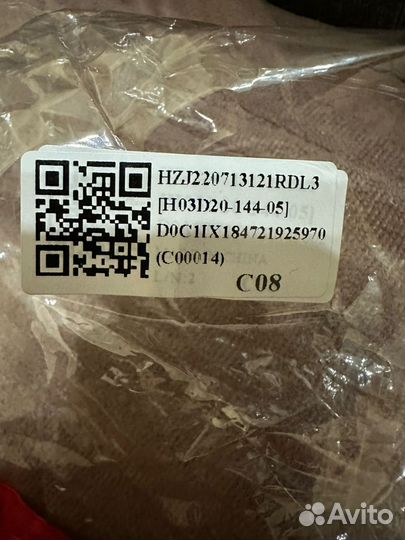 HZJ220713121RDL3
[H03D20-144-05]
D0C1IX184721925970
(C00014)
C08
Avito